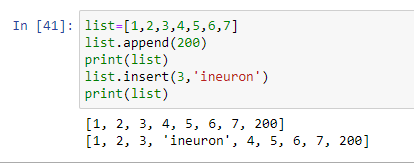 In [41]: list=[1,2,3,4,5,6,7]
list.append(200)
print(list)
list.insert(3,'ineuron')
print(list)
[1, 2, 3, 4, 5, 6, 7, 200]
[1, 2, 3, 'ineuron', 4, 5, 6, 7, 200]